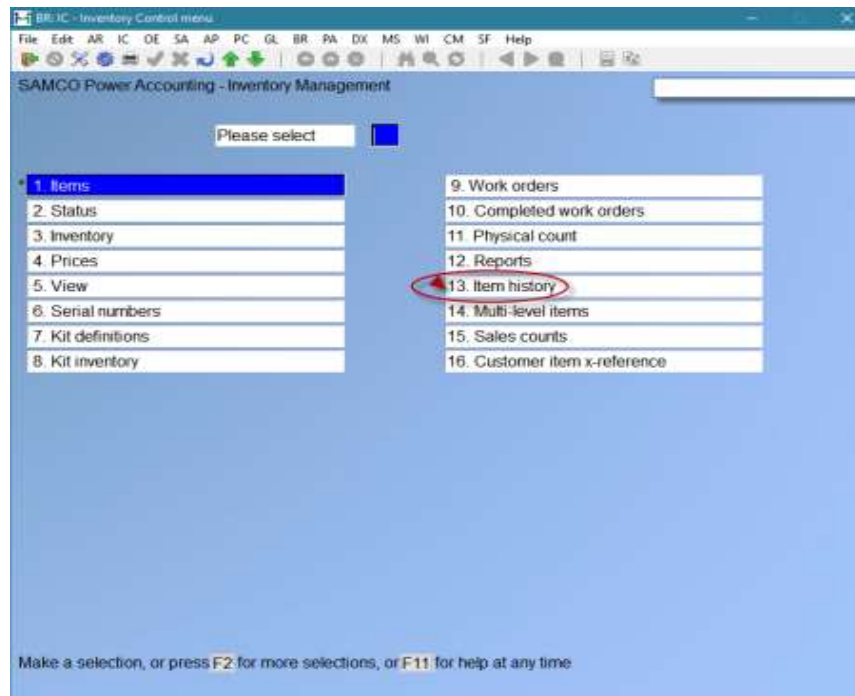 BR: IC - Inventory Control menu
File Edit AR IC OE SA AP PC GL BR PA DX MS WI CM SF Help
SAMCO Power Accounting - Inventory Management
Please select
1. Items
2. Status
3. Inventory
4. Prices
5. View
6. Serial numbers
7. Kit definitions
8. Kit inventory
9. Work orders
10. Completed work orders
11. Physical count
12. Reports
13. Item history
14. Multi-level items
15. Sales counts
16. Customer item x-reference
Make a selection, or press F2 for more selections, or F11 for help at any time